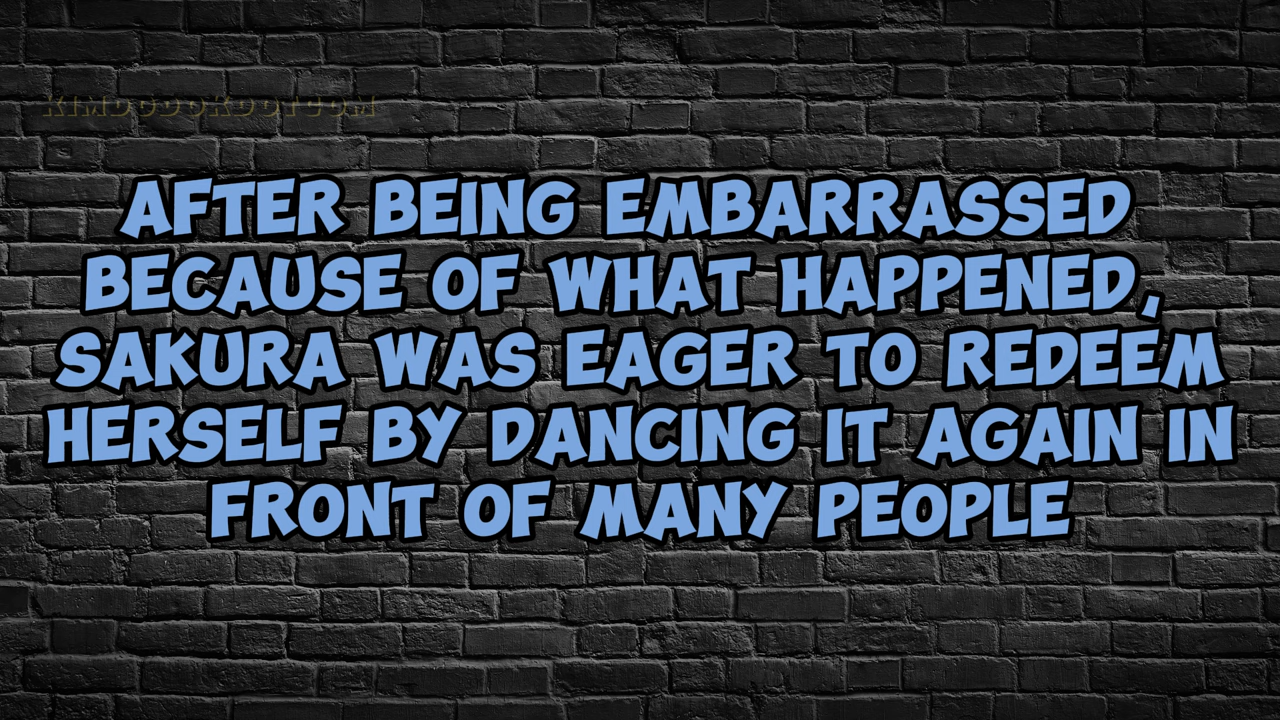 AFTER BEING EMBARRASSED
BECAUSE OF WHAT HAPPENED,
SAKURA WAS EAGER TO REDEEM
HERSELF BY DANCING IT AGAIN IN
FRONT OF MANY PEOPLE